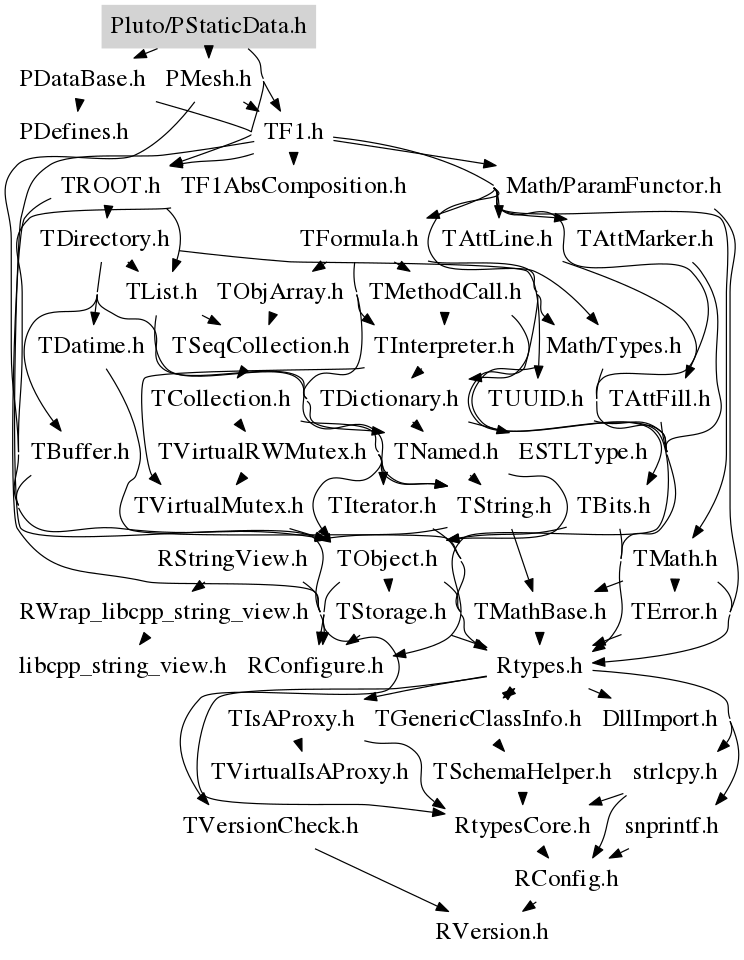 Pluto/PStaticData.h
PDataBase.h
PMesh.h
PDefines.h
TF1.h
TROOT.h
TF1AbsComposition.h
Math/ParamFunctor.h
TDirectory.h
TFormula.h
TAttLine.h
TAttMarker.h
TList.h
TObjArray.h
TMethodCall.h
TDatime.h
TSeqCollection.h
TInterpreter.h
Math/Types.h
TCollection.h
TDictionary.h
TUUID.h
TAttFill.h
TBuffer.h
TVirtualRWMutex.h
TNamed.h
ESTLType.h
TVirtualMutex.h
TIterator.h
TString.h
TBits.h
RStringView.h
TObject.h
TMath.h
RWrap_libcpp_string_view.h
TStorage.h
TMathBase.h
TError.h
libcpp_string_view.h
RConfigure.h
Rtypes.h
TIsAProxy.h
TGenericClassInfo.h
DllImport.h
TVirtualIsAProxy.h
TSchemaHelper.h
strlcpy.h
TVersionCheck.h
RtypesCore.h
snprintf.h
RConfig.h
RVersion.h